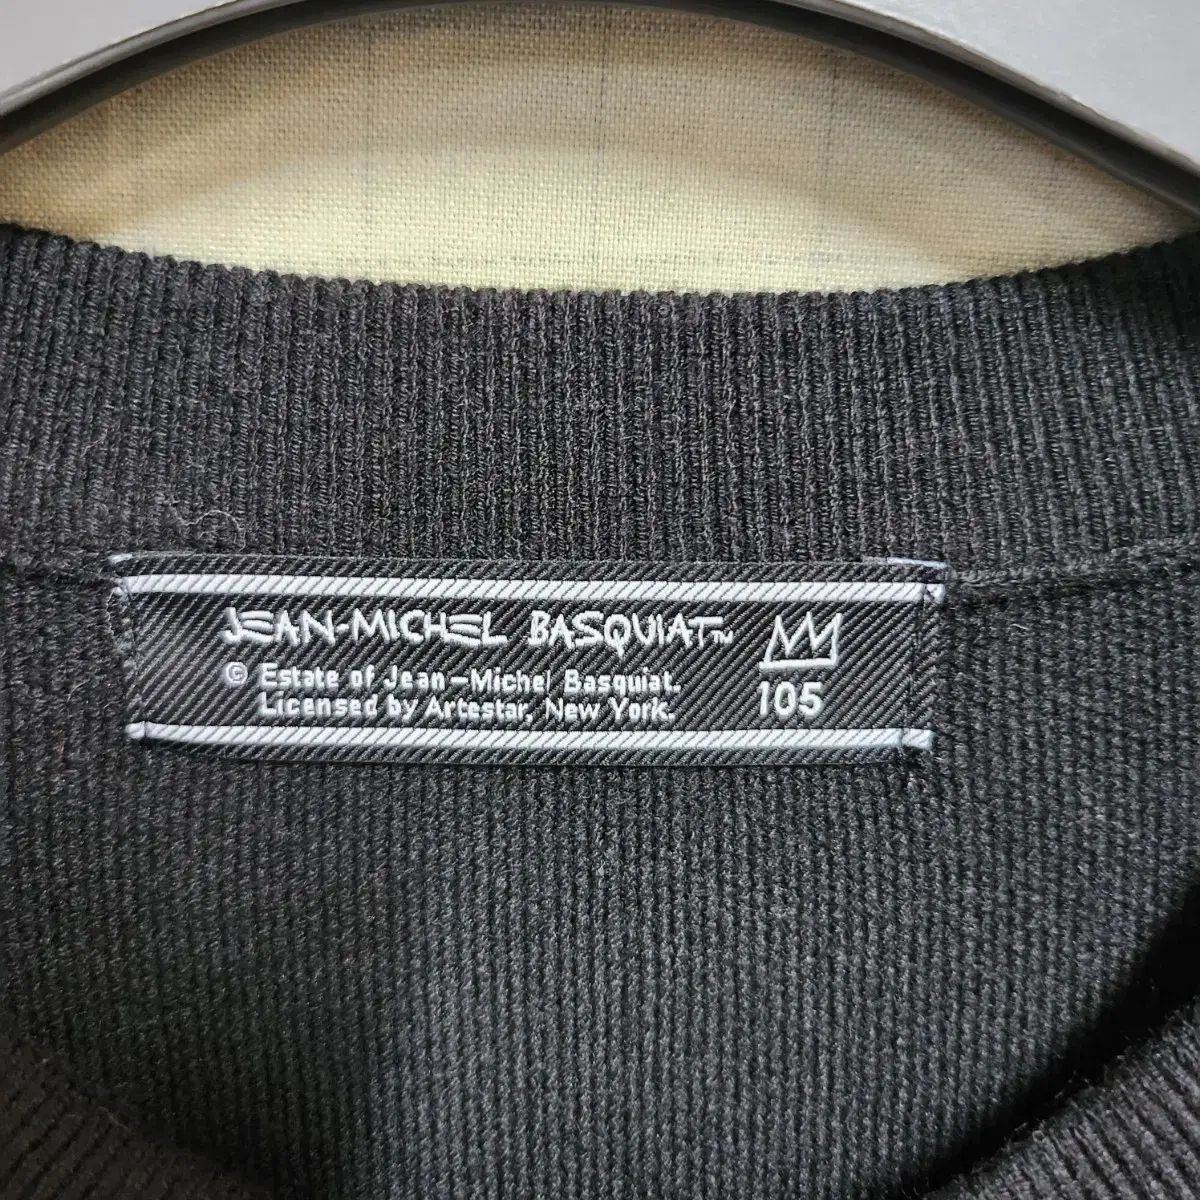 JEAN-MICHEL BASQUIAT™
© Estate of Jean-Michel Basquiat.
Licensed by Artestar, New York.
105